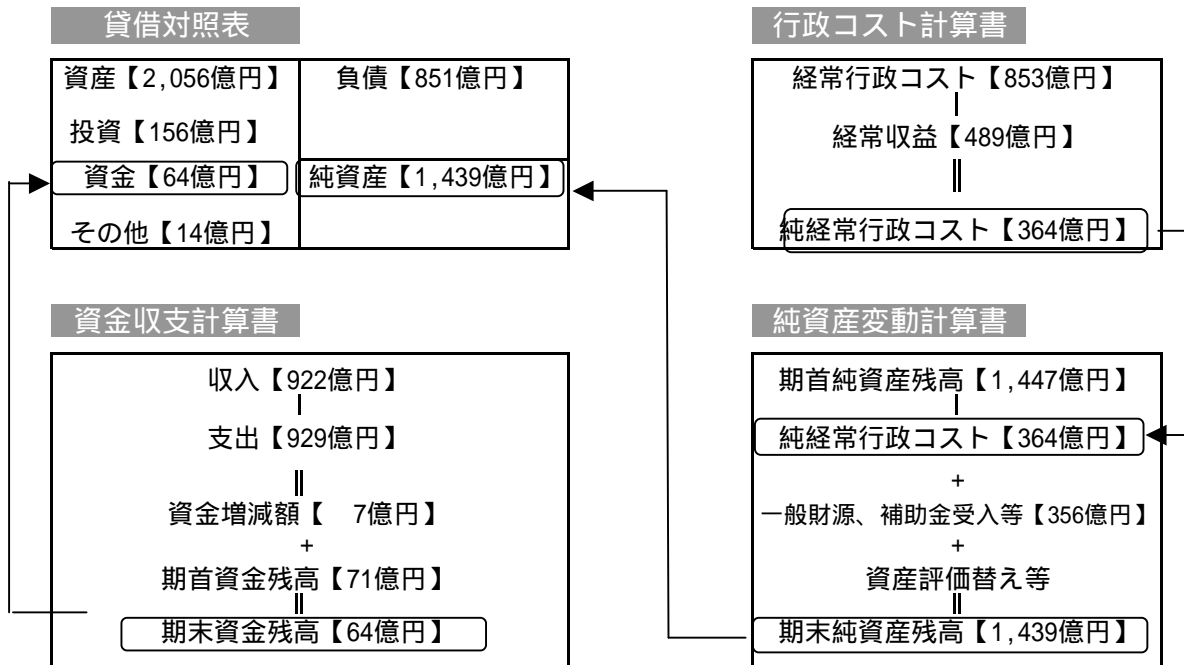 貸借対照表
資産【2,056億円】 負債【851億円】
投資【156億円】
資金【64億円】 純資産【1,439億円】
その他【14億円】
行政コスト計算書
経常行政コスト【853億円】
経常収益【489億円】
純経常行政コスト【364億円】
資金収支計算書
収入【922億円】
支出【929億円】
資金増減額【　7億円】
+
期首資金残高【71億円】
期末資金残高【64億円】
純資産変動計算書
期首純資産残高【1,447億円】
純経常行政コスト【364億円】
+
一般財源、補助金受入等【356億円】
+
資産評価替え等
期末純資産残高【1,439億円】